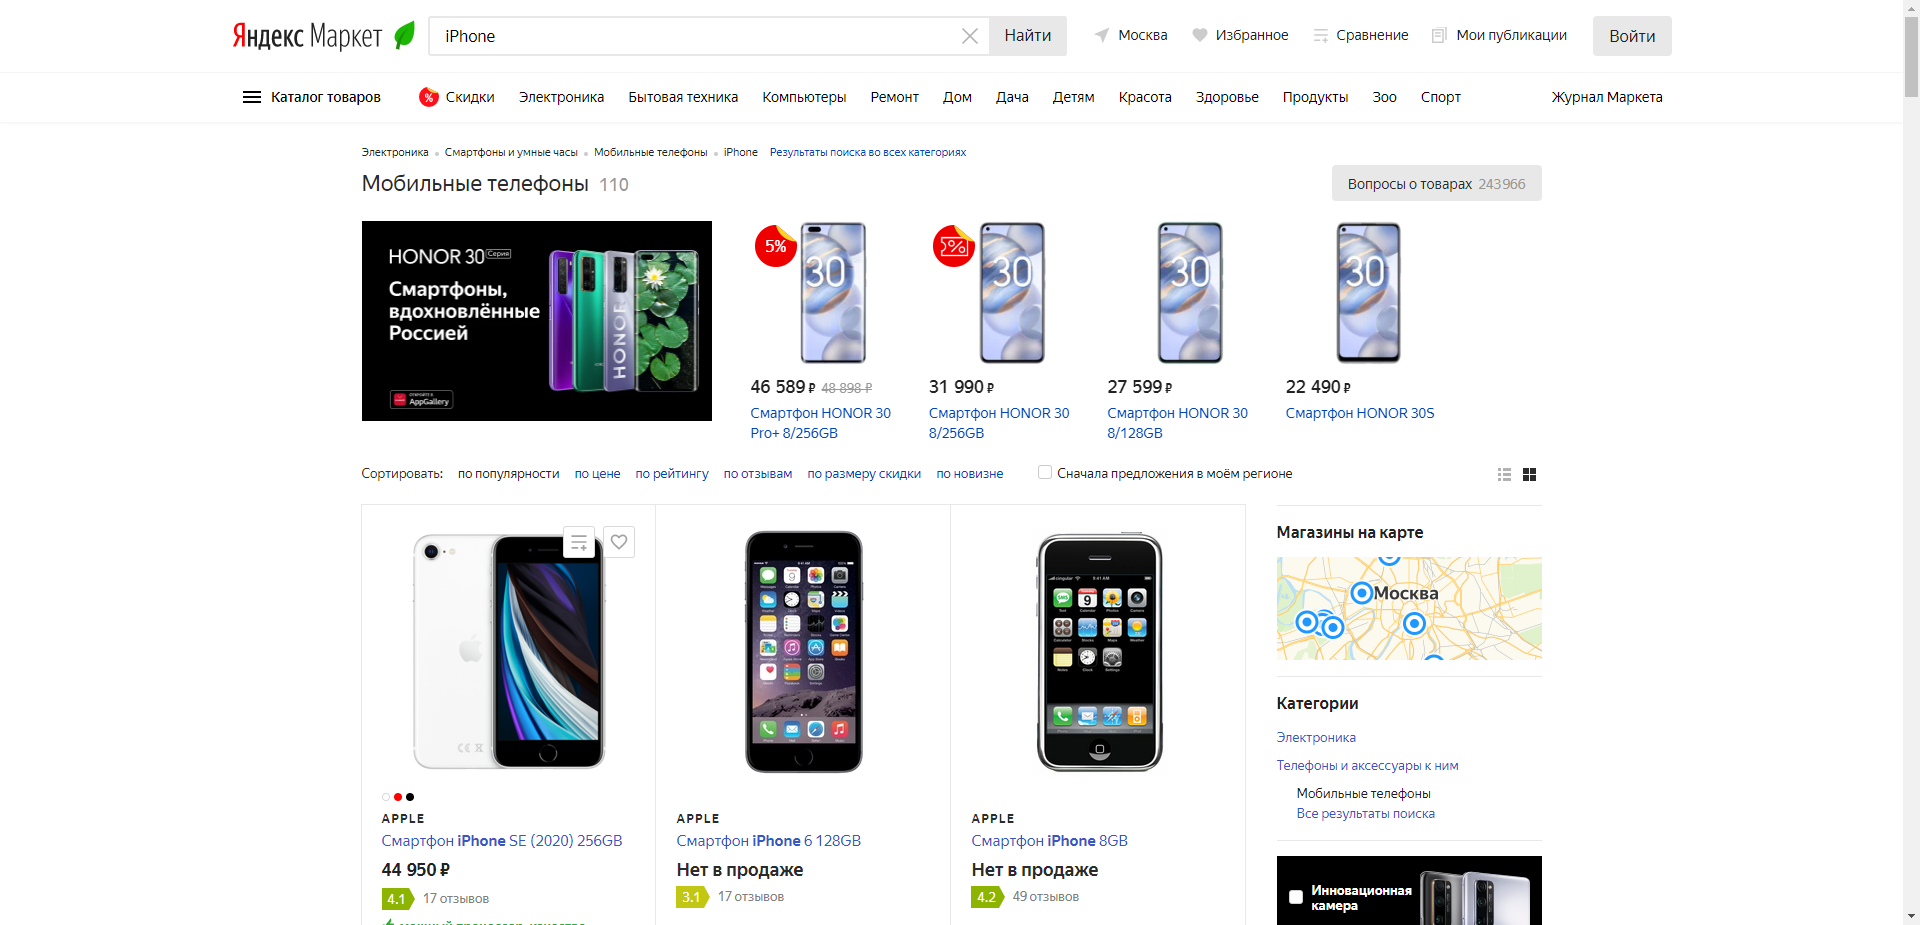 Яндекс Маркет
iPhone
Найти
Москва
Избранное
Сравнение
Мои публикации
Войти
Каталог товаров
%
Скидки
Электроника
Бытовая техника
Компьютеры
Ремонт
Дом
Дача
Детям
Красота
Здоровье
Продукты
Зоо
Спорт
Журнал Маркета
Электроника
Смартфоны и умные часы
Мобильные телефоны
iPhone
Результаты поиска во всех категориях
Мобильные телефоны 110
Вопросы о товарах 243966
HONOR 30 Серия
Смартфоны,
вдохновлённые
Россией
HONOR
AppGallery
5%
30
46 589 ₽ 48 898 ₽
Смартфон HONOR 30
Pro+ 8/256GB
%
30
31 990 ₽
Смартфон HONOR 30
8/256GB
30
27 599 ₽
Смартфон HONOR 30
8/128GB
30
22 490 ₽
Смартфон HONOR 30S
Сортировать:
по популярности
по цене
по рейтингу
по отзывам
по размеру скидки
по новизне
Сначала предложения в моём регионе
APPLE
Смартфон iPhone SE (2020) 256GB
44 950 ₽
4.1
17 отзывов
APPLE
Смартфон iPhone 6 128GB
Нет в продаже
3.1
17 отзывов
APPLE
Смартфон iPhone 8GB
Нет в продаже
4.2
49 отзывов
Магазины на карте
Москва
Категории
Электроника
Телефоны и аксессуары к ним
Мобильные телефоны
Все результаты поиска
Инновационная
камера